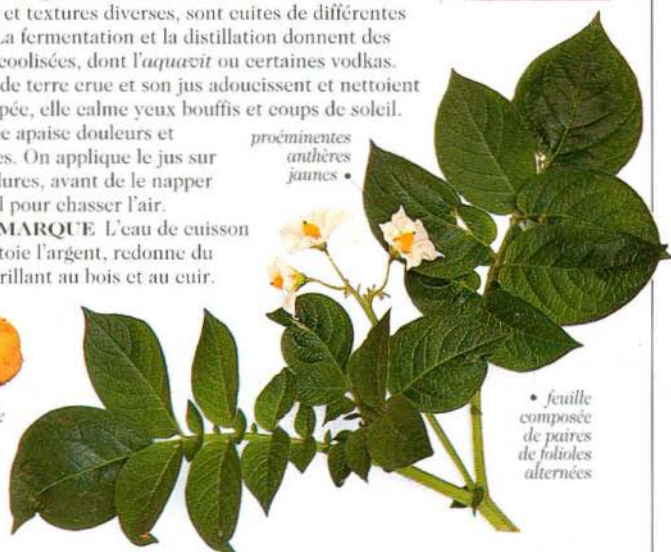 et textures diverses, sont cuites de différentes
La fermentation et la distillation donnent des
coolisées, dont l'aquavit ou certaines vodkas.
de terre crue et son jus adoucissent et nettoient
pée, elle calme yeux bouffis et coups de soleil.
e apaise douleurs et
es. On applique le jus sur
lures, avant de le napper
l pour chasser l'air.
MARQUE L'eau de cuisson
toie l'argent, redonne du
rillant au bois et au cuir.
proéminentes
anthères
jaunes •
• feuille
composée
de paires
de folioles
alternées